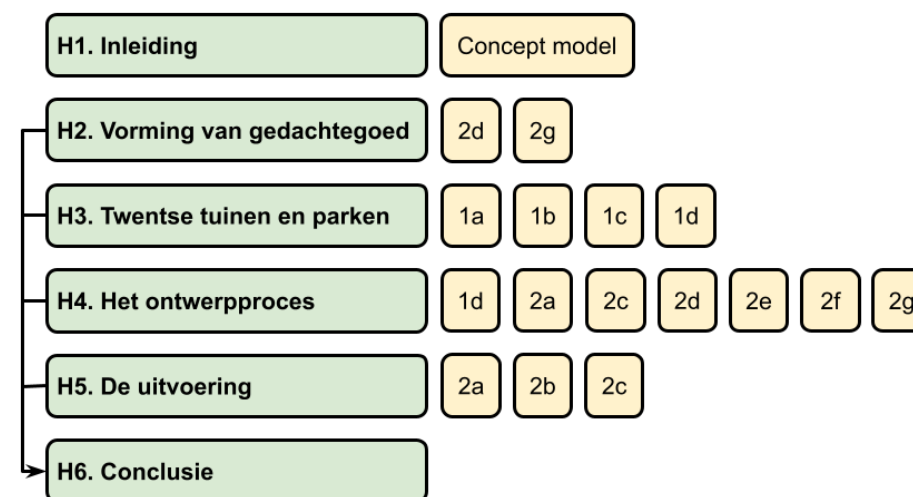 H1. Inleiding Concept model
H2. Vorming van gedachtegoed 2d 2g
H3. Twentse tuinen en parken 1a 1b 1c 1d
H4. Het ontwerpproces 1d 2a 2c 2d 2e 2f 2g
H5. De uitvoering 2a 2b 2c
H6. Conclusie